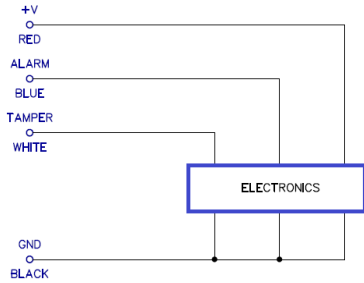 +V
RED
ALARM
BLUE
TAMPER
WHITE
ELECTRONICS
GND
BLACK